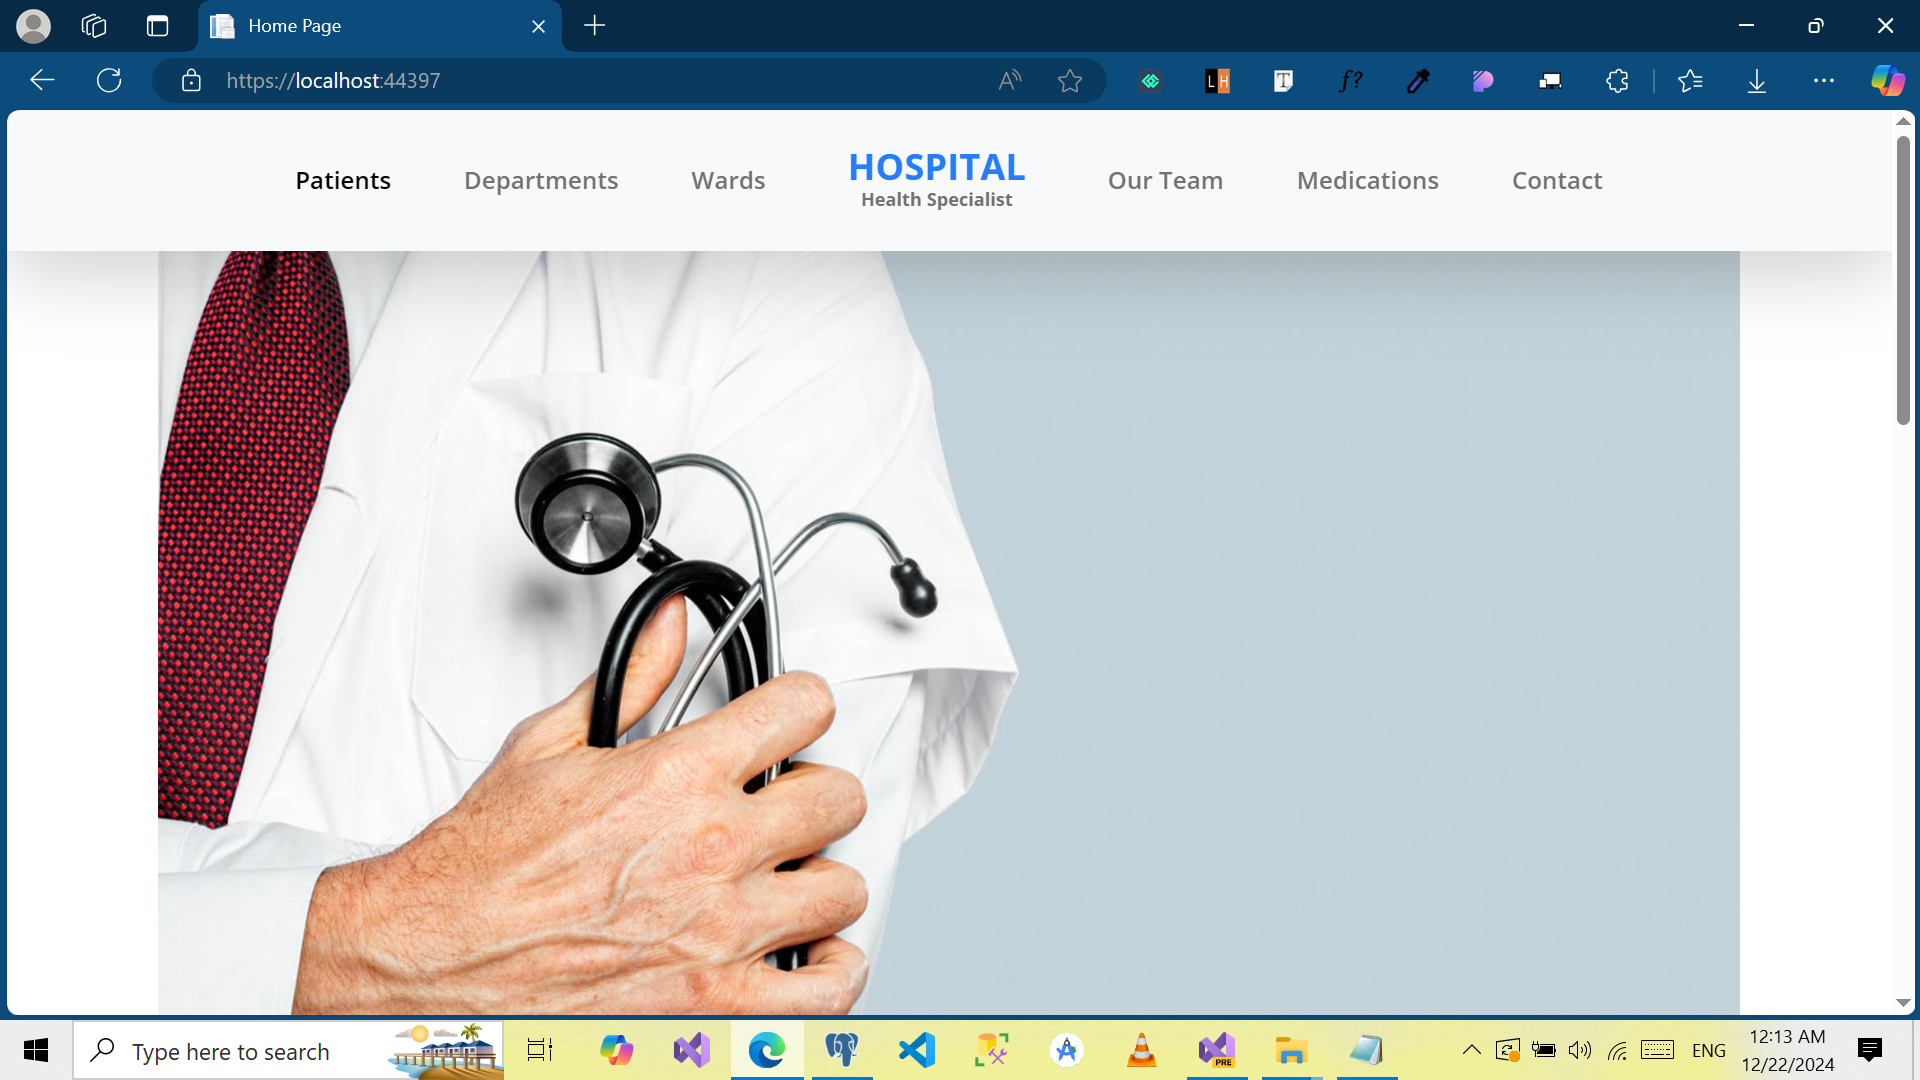 Home Page
https://localhost:44397
L H
T
f?
Patients
Departments
Wards
HOSPITAL
Health Specialist
Our Team
Medications
Contact
Type here to search
PRE
ENG
12:13 AM
12/22/2024